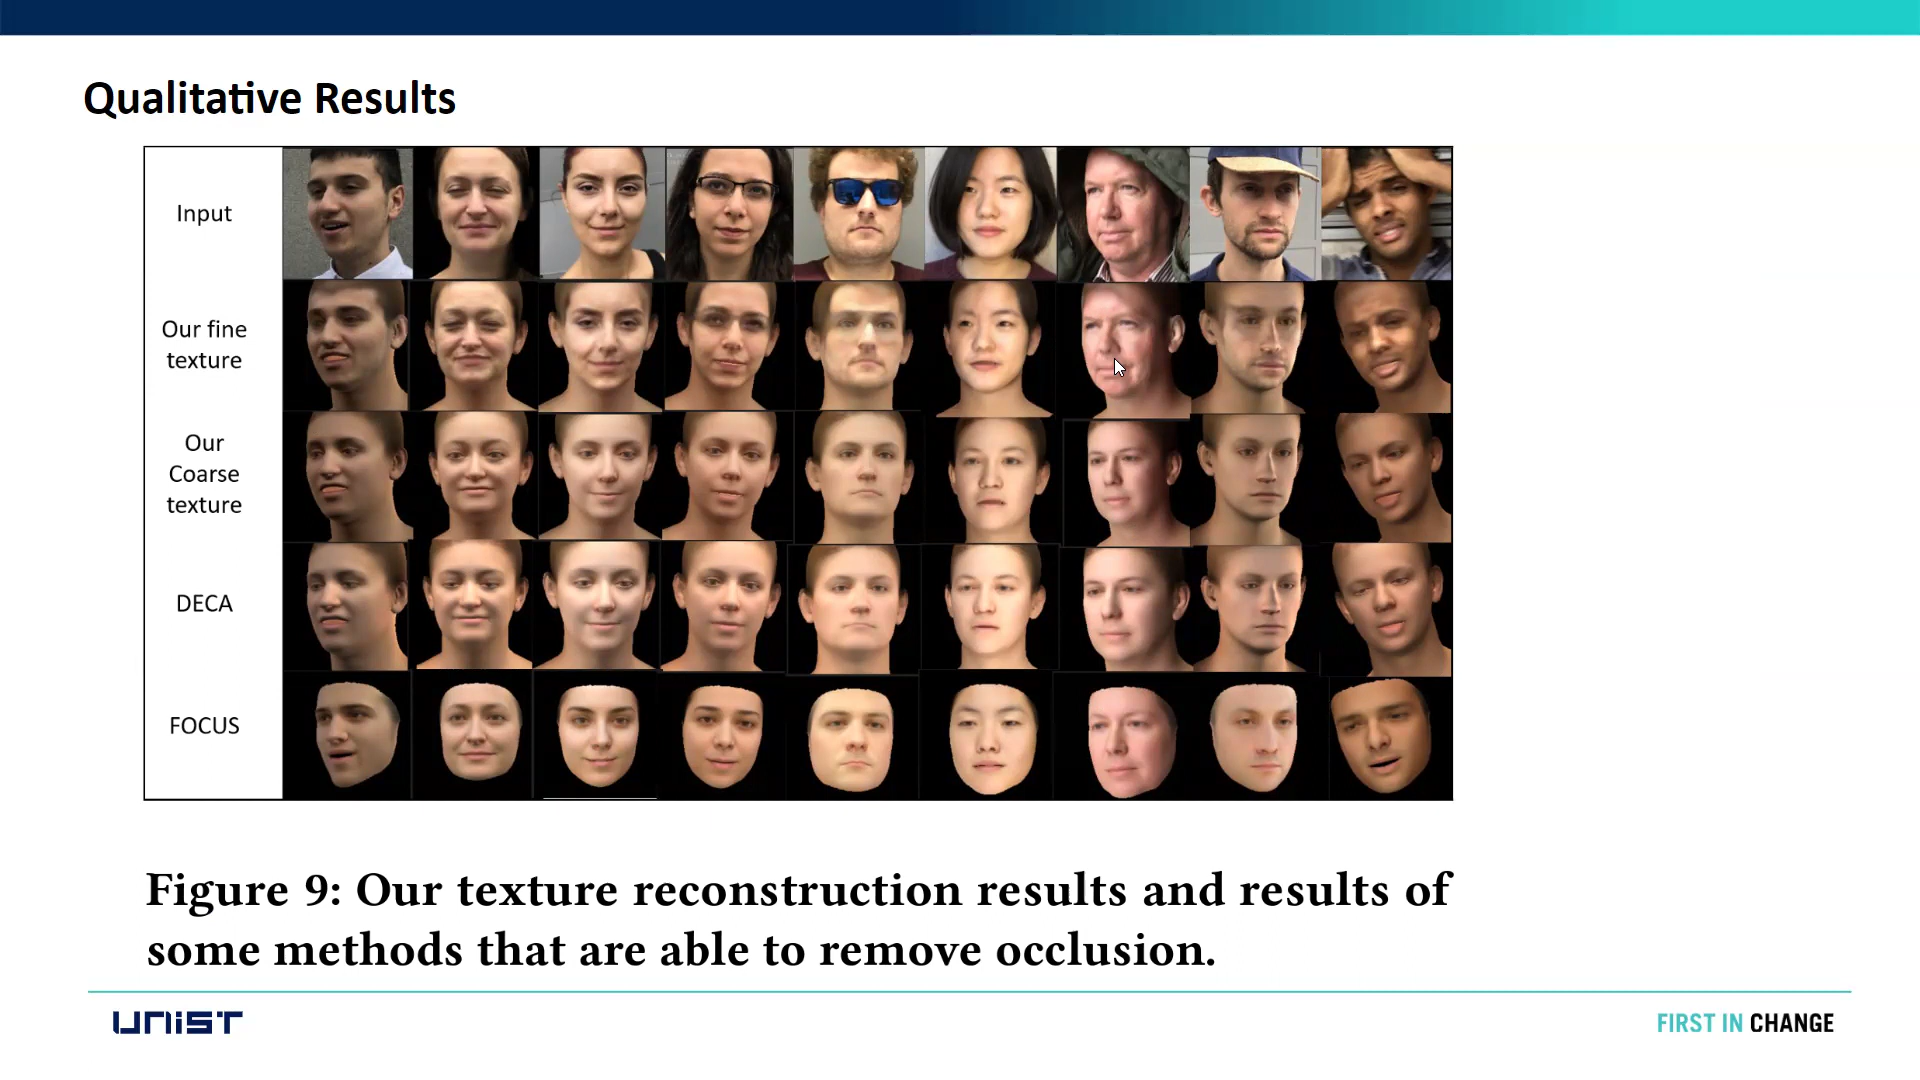 Qualitative Results
Input
Our fine
texture
Our
Coarse
texture
DECA
FOCUS
Figure 9: Our texture reconstruction results and results of
some methods that are able to remove occlusion.
UNIST
FIRST IN CHANGE